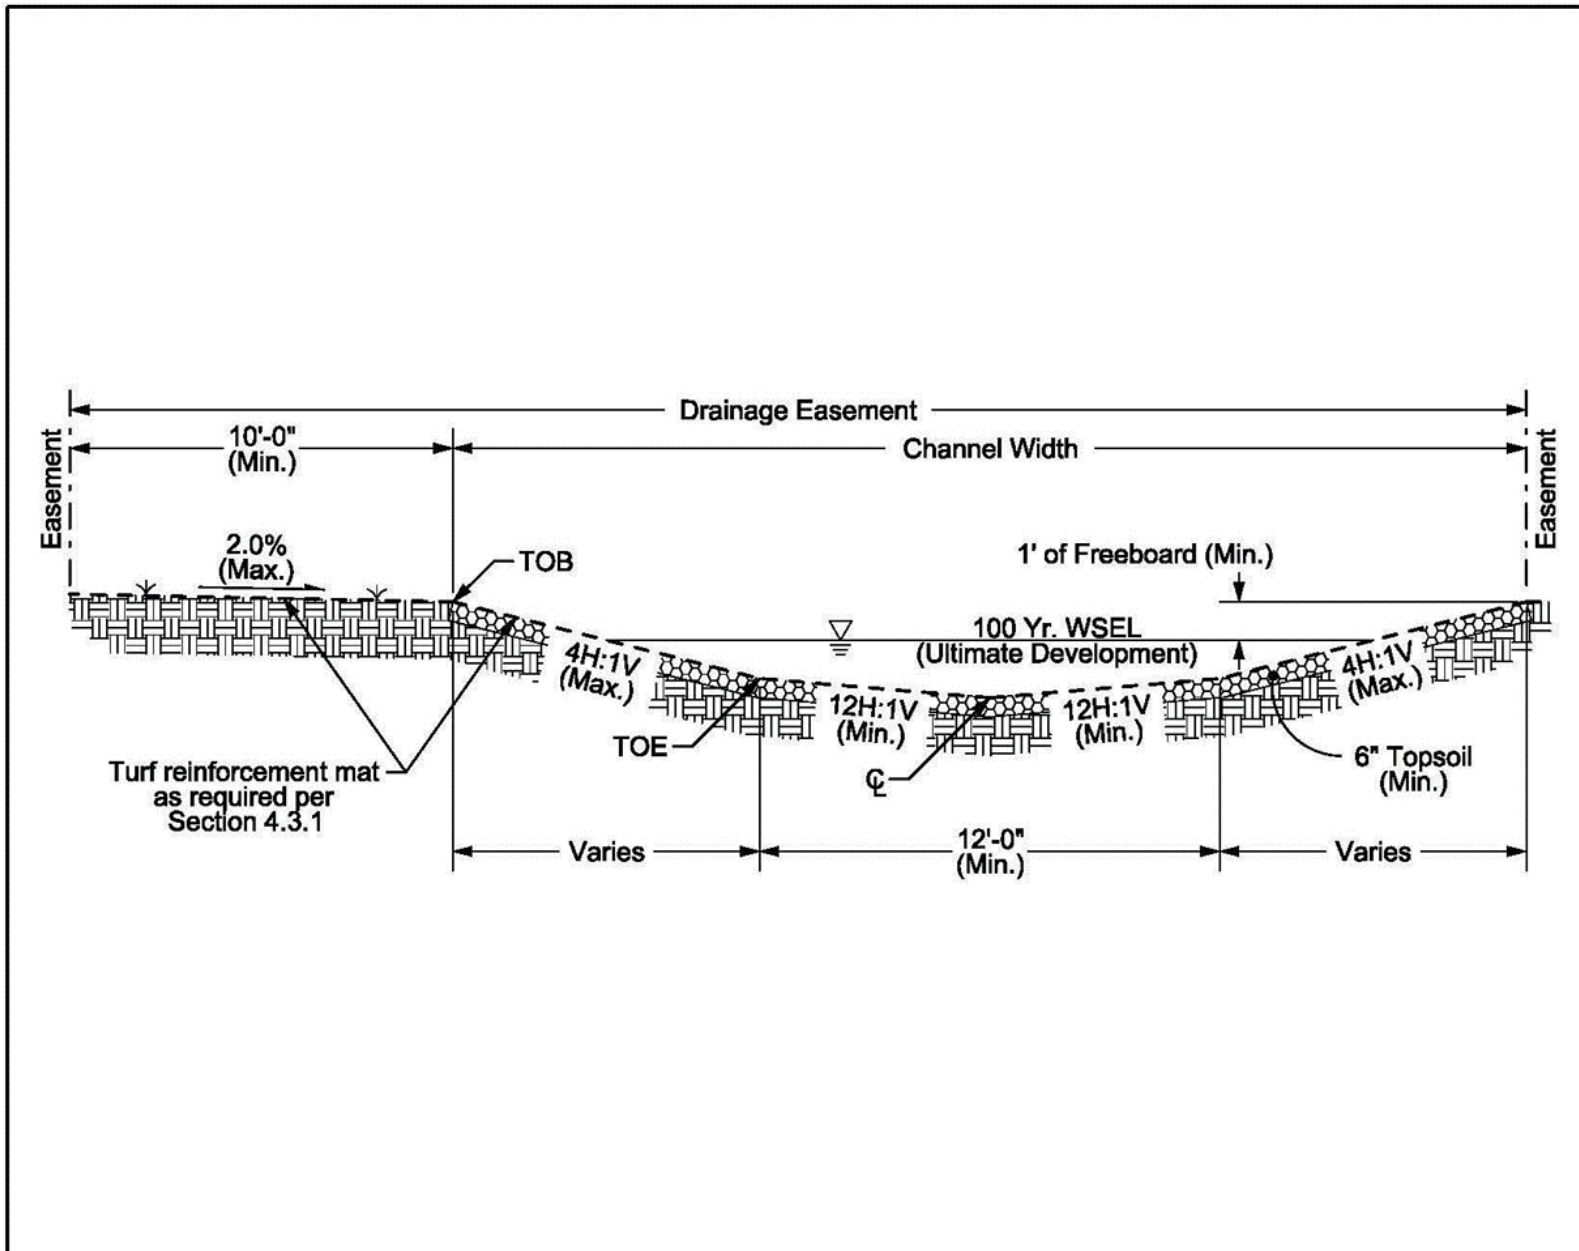 Drainage Easement
10'-0"
(Min.)
Channel Width
Easement
Easement
2.0%
(Max.)
TOB
1' of Freeboard (Min.)
100 Yr. WSEL
(Ultimate Development)
4H:1V
(Max.)
4H:1V
(Max.)
12H:1V
(Min.)
12H:1V
(Min.)
TOE
℄
6" Topsoil
(Min.)
Turf reinforcement mat
as required per
Section 4.3.1
Varies
12'-0"
(Min.)
Varies